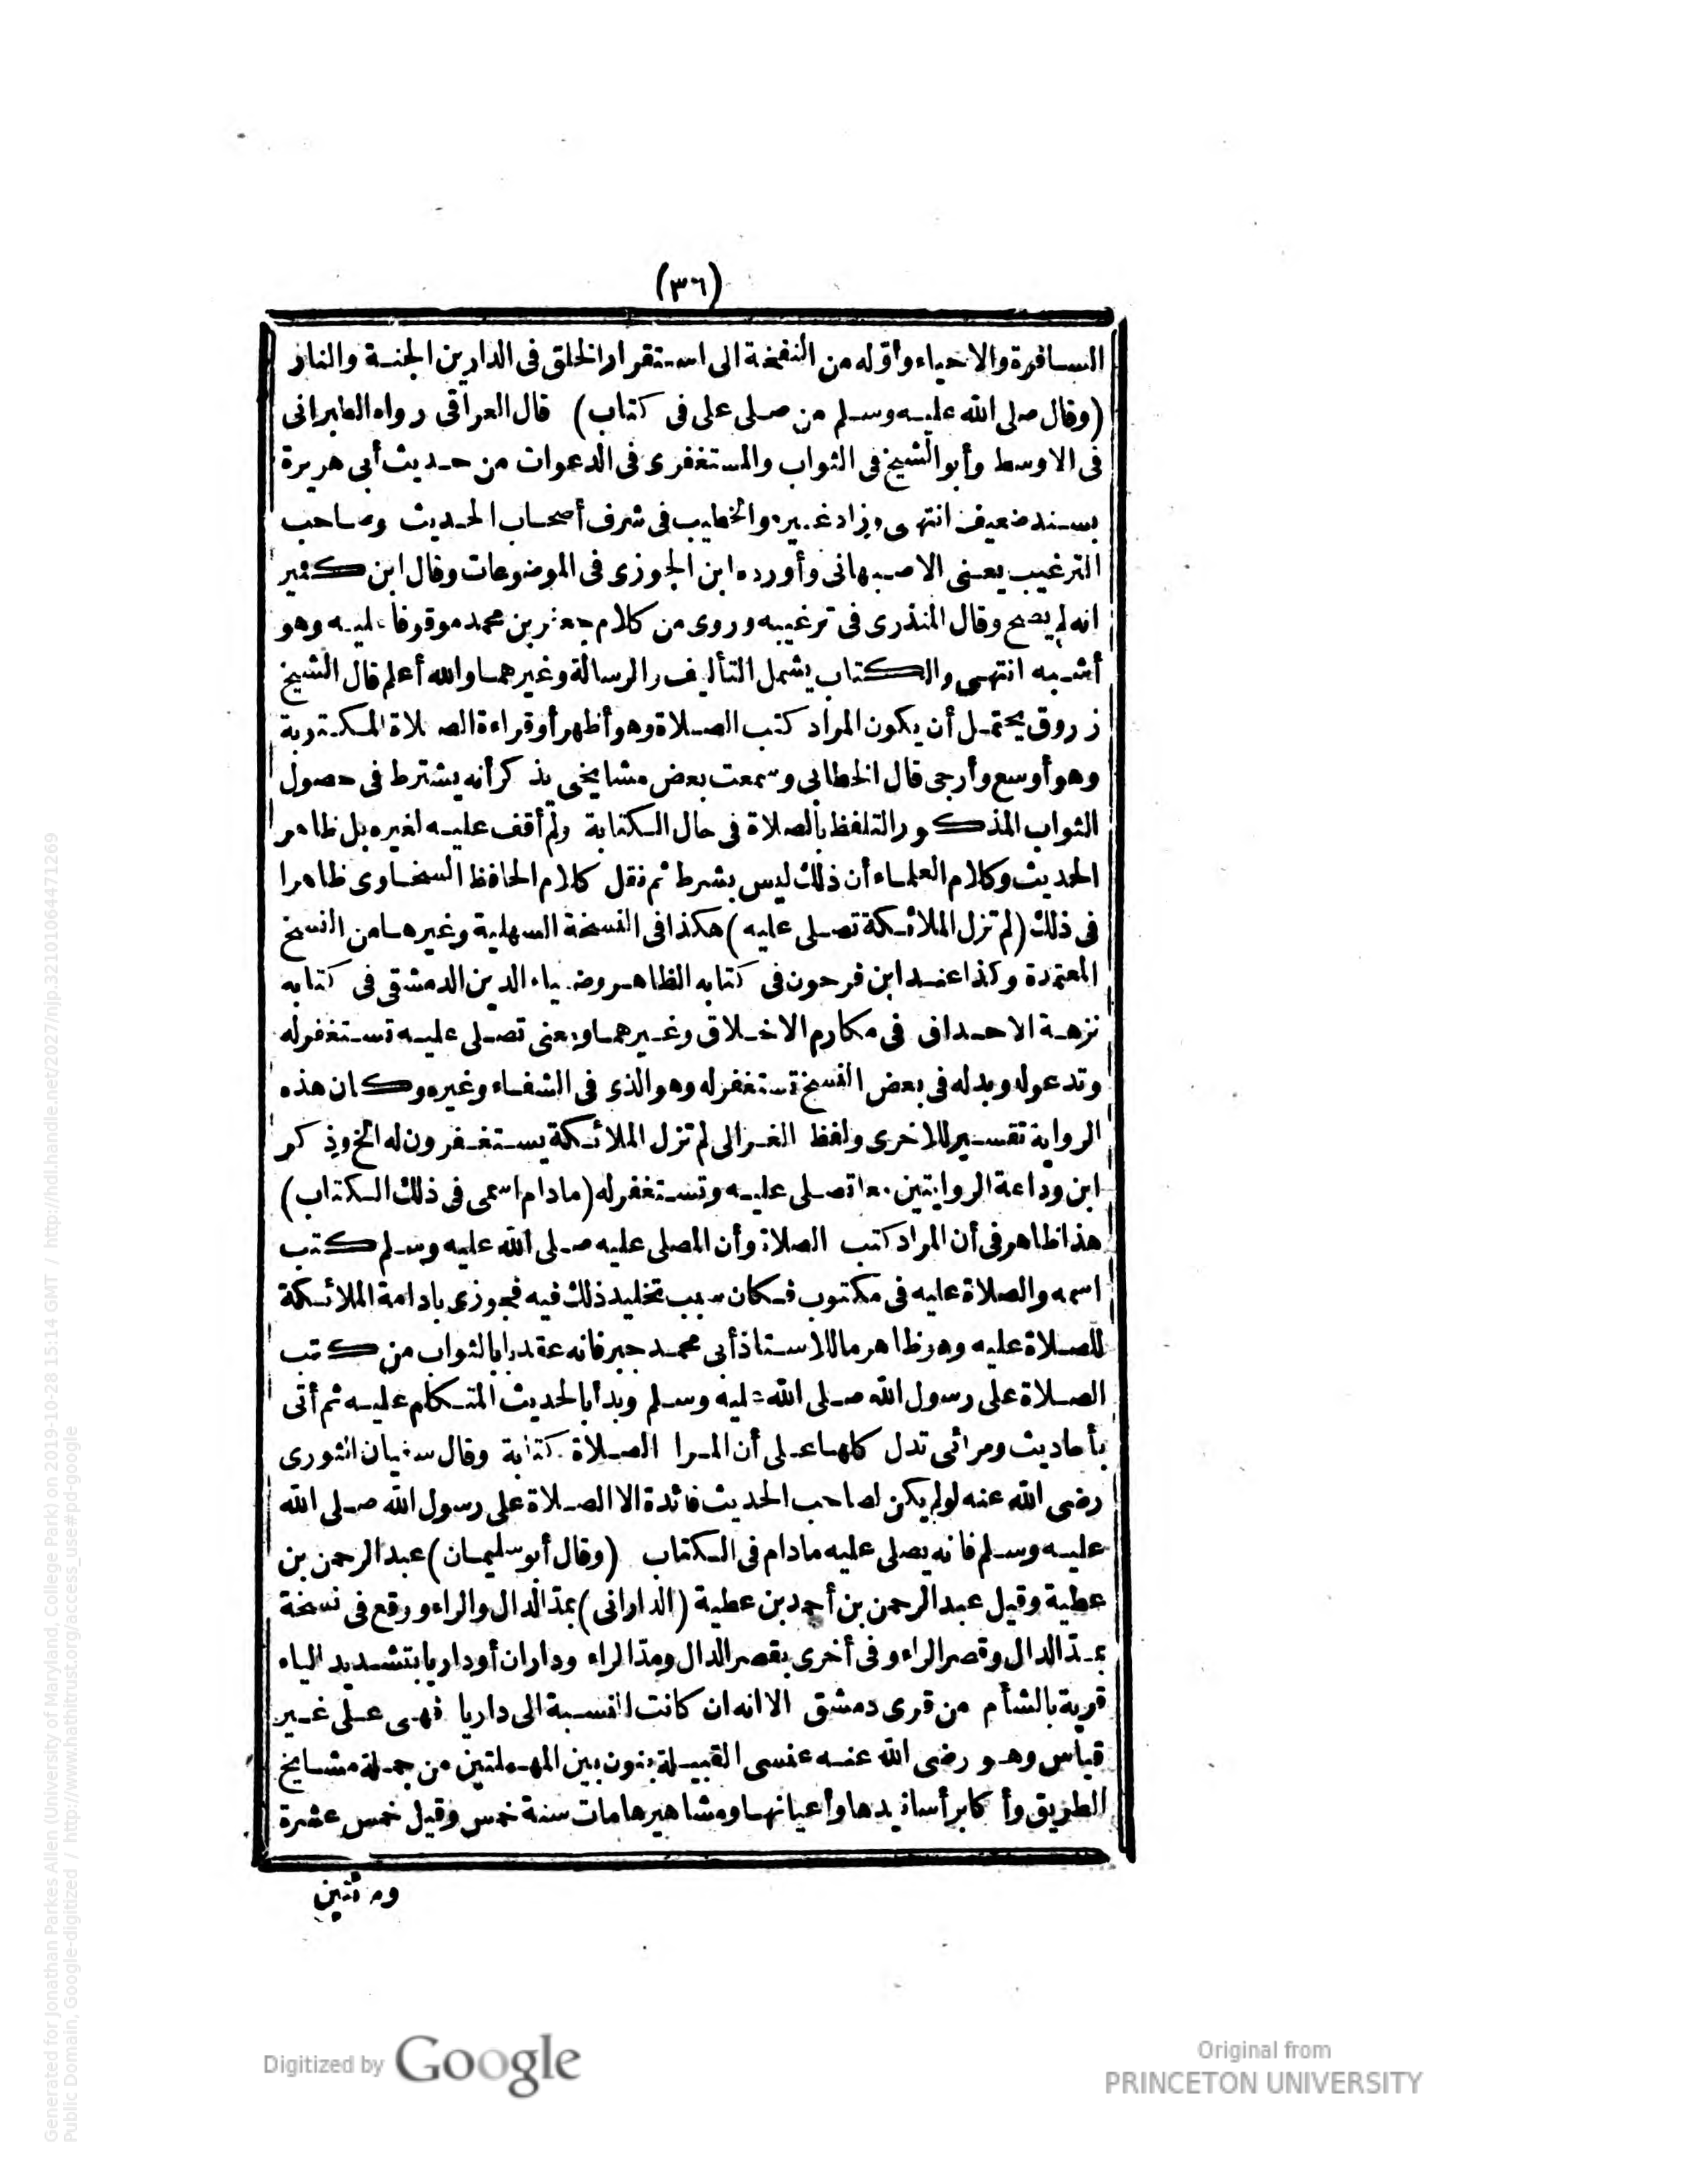 (٣٦)
السافرة والاحياء وأوله من النفخة الى استقرار الخلق فى الدارين الجنة والنار
(وقال صلى الله عليه وسلم من صلى على فى كتاب) قال العراقى رواه الطبرانى
فى الاوسط وأبو الشيخ فى الثواب والمستغفرى فى الدعوات من حديث أبى هريرة
بسند ضعيف انتهى وزاد غيره والخطيب فى شرف أصحاب الحديث وصاحب
الترغيب يعنى الاصبهانى وأورده ابن الجوزى فى الموضوعات وقال ابن كثير
انه لم يصح وقال المنذرى فى ترغيبه وروى من كلام جعفر بن محمد موقوفا عليه وهو
أشبه انتهى والكتاب يشمل التأليف والرسالة وغيرهما والله أعلم قال الشيخ
زروق يحتمل أن يكون المراد كتب الصلاة وهو أظهر أو قراءة الصلاة المكتوبة
وهو أوسع وأرجى قال الخطابى وسمعت بعض مشايخى يذكر أنه يشترط فى حصول
الثواب المذكور التلفظ بالصلاة فى حال الكتابة ولم أقف عليه لغيره بل ظاهر
الحديث وكلام العلماء أن ذلك ليس بشرط ثم نقل كلام الحافظ السخاوى ظاهرا
فى ذلك (لم تزل الملائكة تصلى عليه) هكذا فى النسخة السهلية وغيرها من النسخ
المعتمدة وكذا عند ابن فرحون فى كتابه الظاهر وضياء الدين الدمشقى فى كتابه
نزهة الاحداق فى مكارم الاخلاق وغيرهما ومعنى تصلى عليه تستغفر له
وتدعو له وبدله فى بعض النسخ تستغفر له وهو الذى فى الشفاء وغيره وكان هذه
الرواية تفسير للاخرى ولفظ الغزالى لم تزل الملائكة يستغفرون له الخ وذكر
ابن وداعة الروايتين معا تصلى عليه وتستغفر له (مادام اسمى فى ذلك الكتاب)
هذا ظاهر فى أن المراد كتب الصلاة وأن المصلى عليه صلى الله عليه وسلم كتب
اسمه والصلاة عليه فى مكتوب فكان سبب تخليد ذلك فيه فجوزى بادامة الملائكة
للصلاة عليه وهو ظاهر ما للاستاذ أبى محمد جبر فانه عقد بابا لثواب من كتب
الصلاة على رسول الله صلى الله عليه وسلم وبدأ بالحديث المتكلم عليه ثم أتى
بأحاديث ومرائى تدل كلها على أن المرا الصلاة كتابة وقال سفيان الثورى
رضى الله عنه لو لم يكن لصاحب الحديث فائدة الا الصلاة على رسول الله صلى الله
عليه وسلم فانه يصلى عليه مادام فى الكتاب (وقال أبو سليمان) عبد الرحمن بن
عطية وقيل عبد الرحمن بن أحمد بن عطية (الدارانى) بمد الدال والراء ووقع فى نسخة
بمد الدال وقصر الراء وفى أخرى بقصر الدال ومد الراء وداران أو داريا بتشديد الياء
قرية بالشأم من قرى دمشق الا انه ان كانت النسبة الى داريا فهى على غير
قياس وهو رضى الله عنه عنسى القبيلة بنون بين المهملتين من جملة مشايخ
الطريق وأكابر أسانيدها وأعيانها ومشاهيرها مات سنة خمس وقيل خمس عشرة
ومئتين
Digitized by Google
Original from
PRINCETON UNIVERSITY
Generated for Jonathan Parkes Allen (University of Maryland, College Park) on 2019-10-28 15:14 GMT / http://hdl.handle.net/2027/njp.32101064471269
Public Domain, Google-digitized / http://www.hathitrust.org/access_use#pd-google